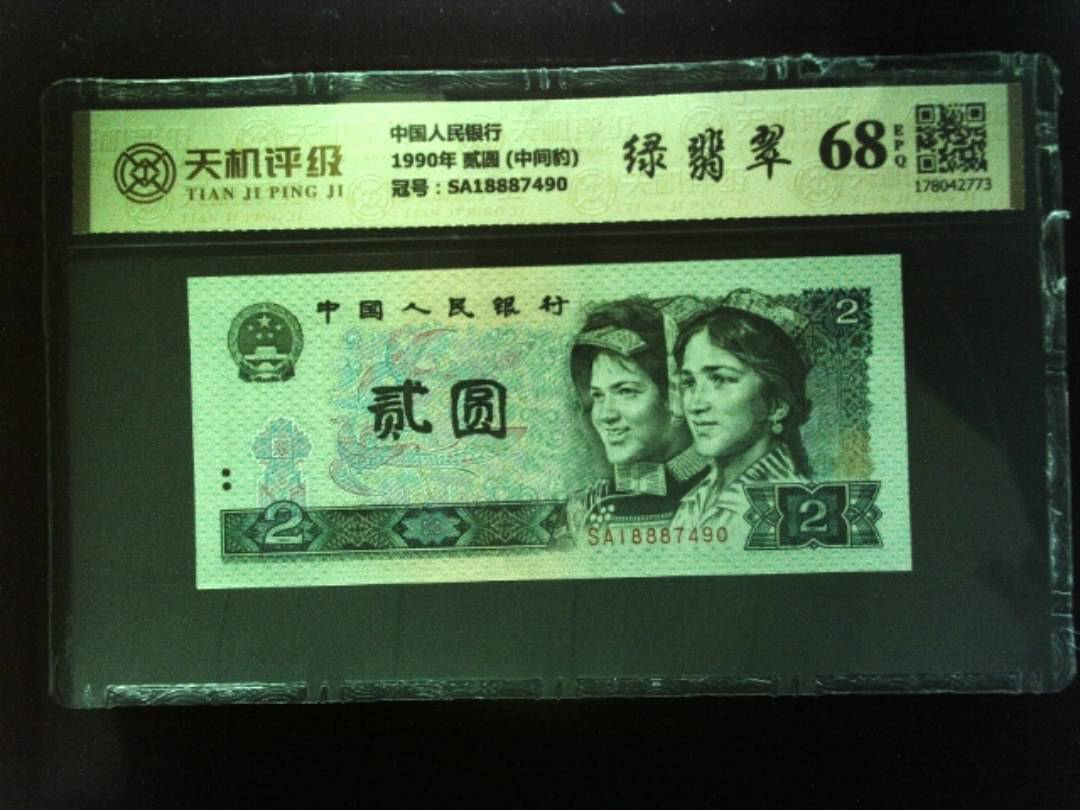 天机评级
TIAN JI PING JI
中国人民银行
1990年 贰圆 (中间豹)
冠号：SA18887490
绿翡翠
68
EPQ
178042773
中国人民银行
贰圆
2
2
2
SA18887490